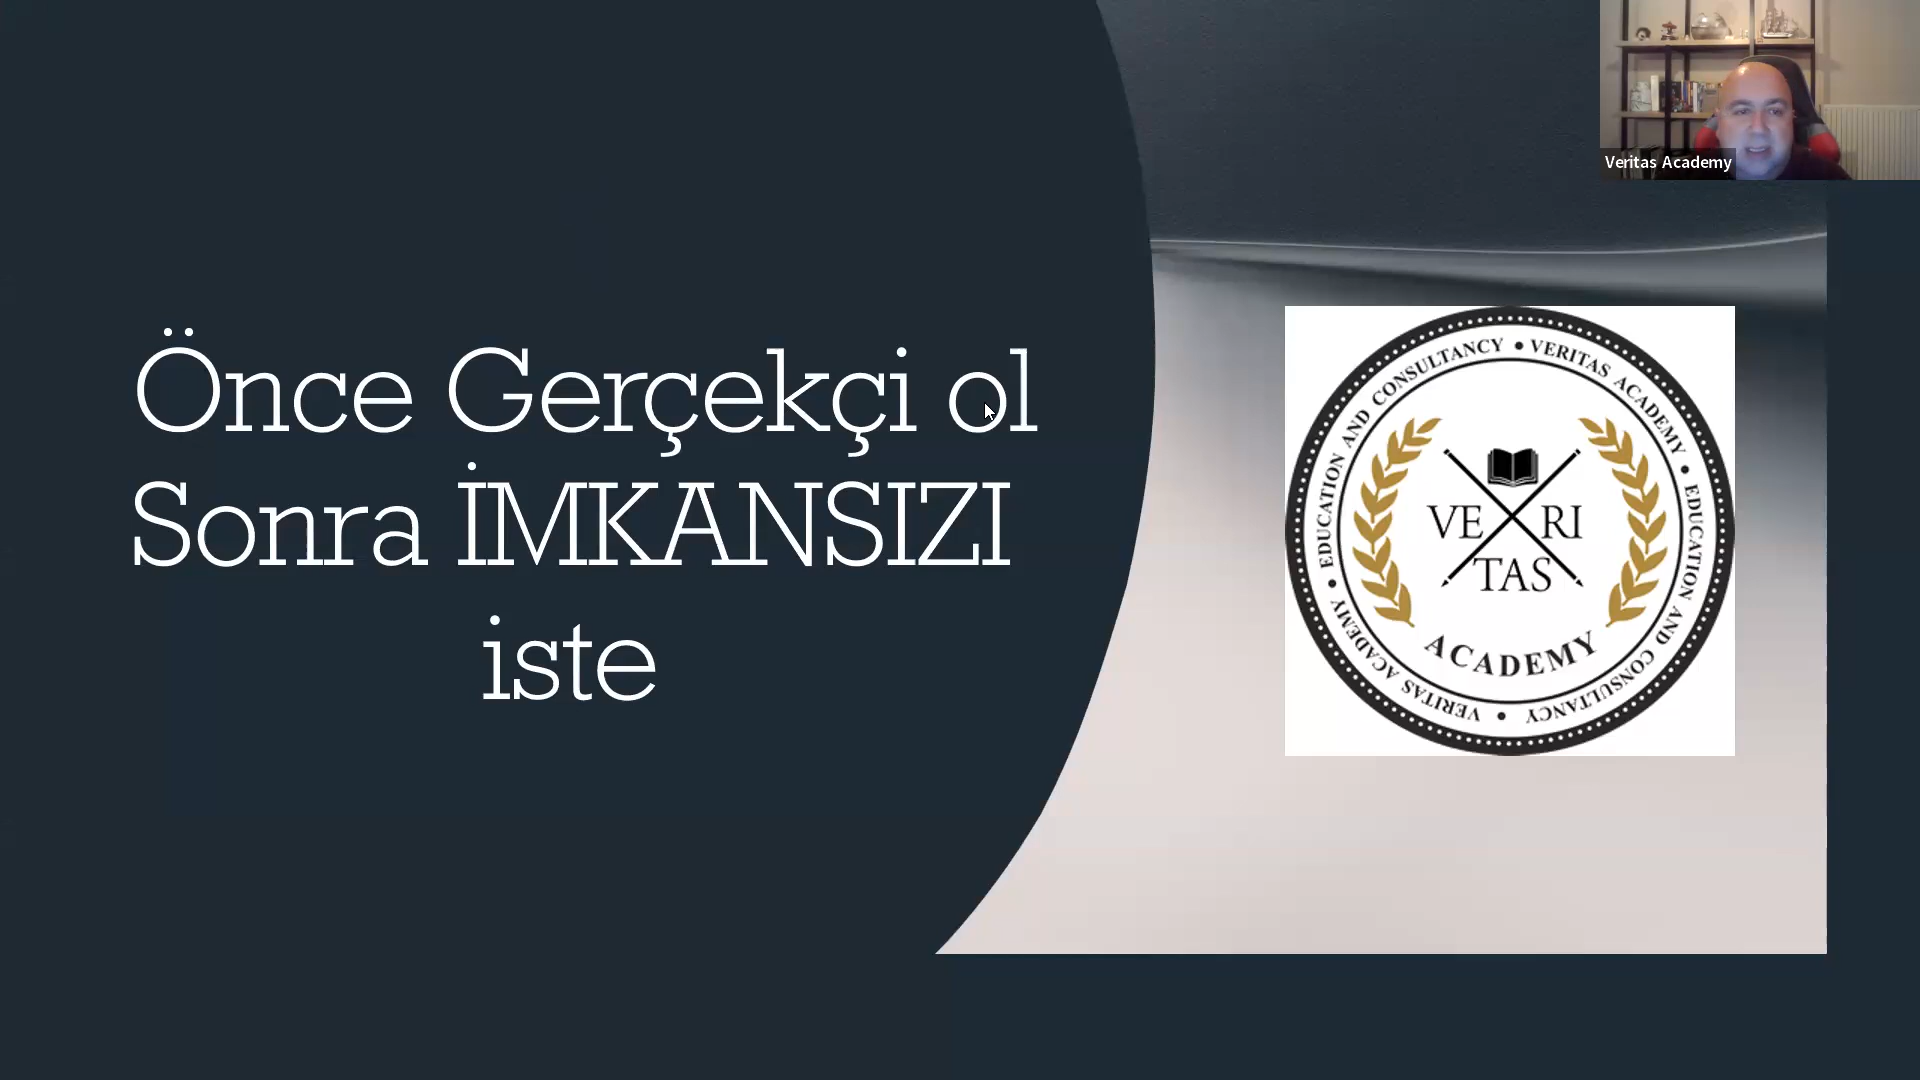 Veritas Academy
Önce Gerçekçi ol
Sonra İMKANSIZI
iste
VERITAS ACADEMY • EDUCATION AND CONSULTANCY • VERITAS ACADEMY • EDUCATION AND CONSULTANCY •
VE RI
TAS
ACADEMY